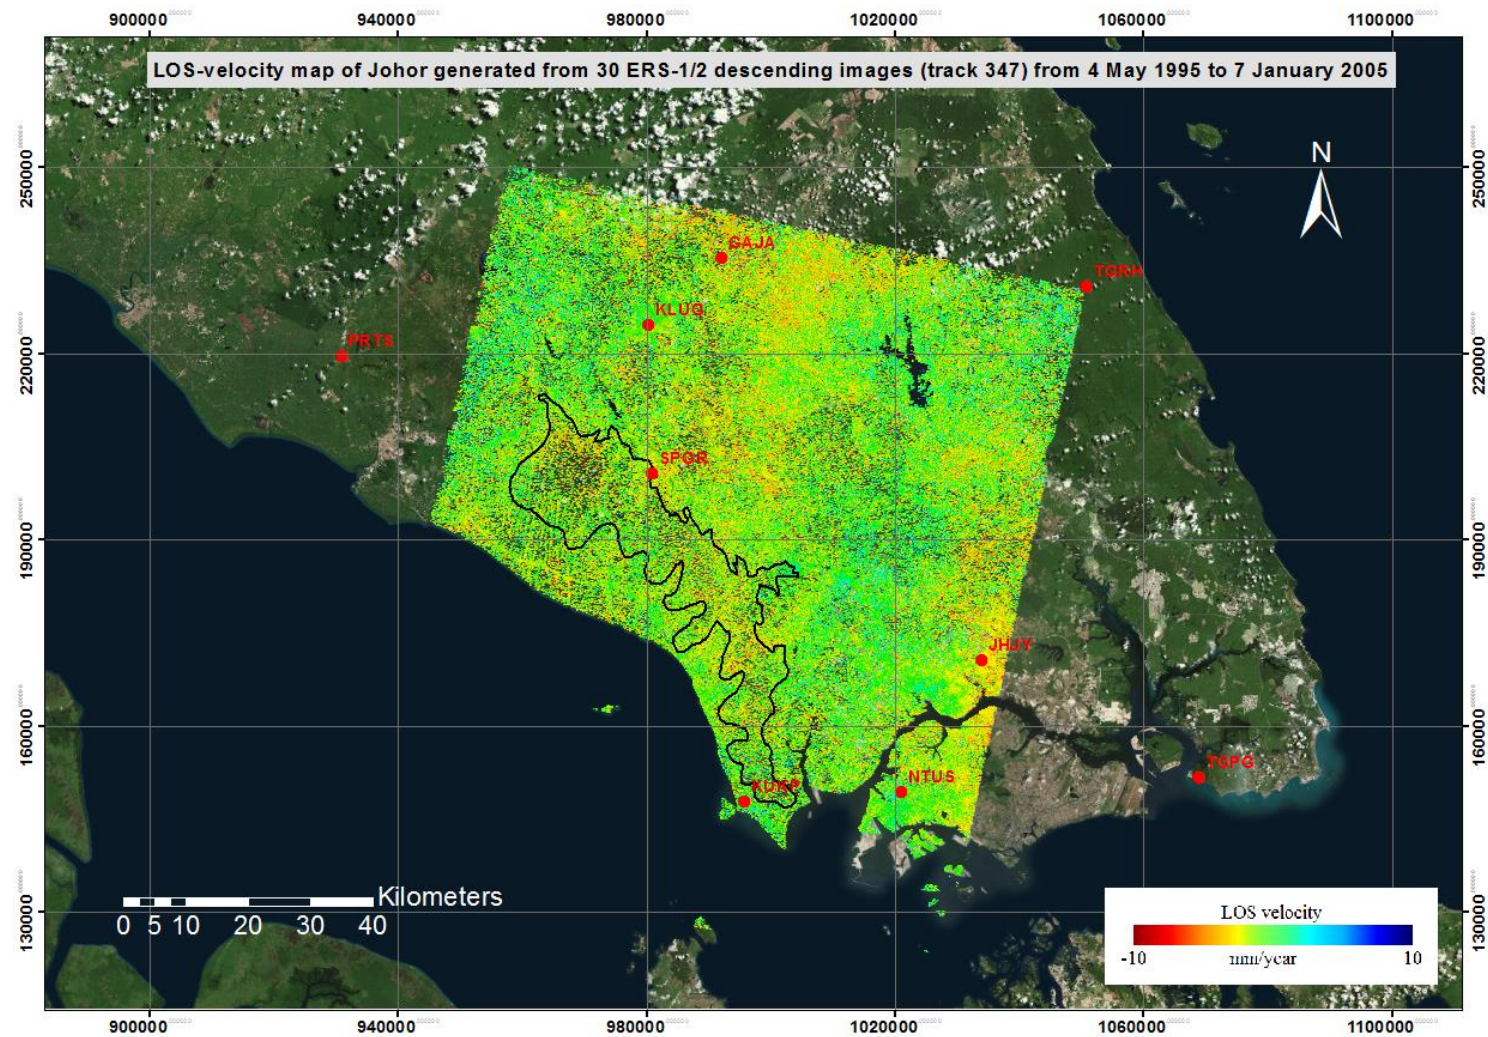 900000 940000 980000 1020000 1060000 1100000
LOS-velocity map of Johor generated from 30 ERS-1/2 descending images (track 347) from 4 May 1995 to 7 January 2005
N
250000 250000
GAJA
TGRH
KLUG
PRTS
220000 220000
SPGR
190000 190000
JHJY
160000 160000
TGPG
NTUS
KUKP
Kilometers
0 5 10 20 30 40
130000 130000
LOS velocity
-10 mm/year 10
900000 940000 980000 1020000 1060000 1100000